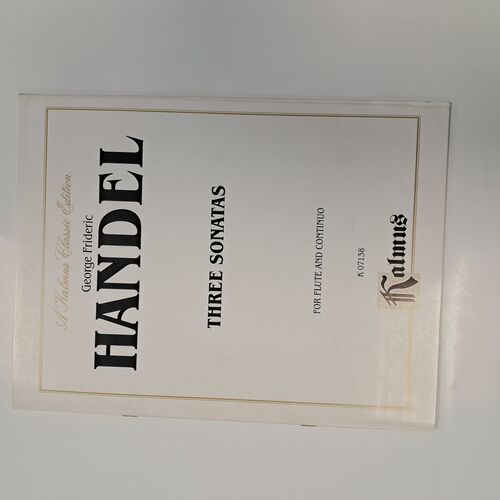 A Kalmus Classic Edition
George Frideric
HANDEL
THREE SONATAS
FOR FLUTE AND CONTINUO
K 07138
Kalmus